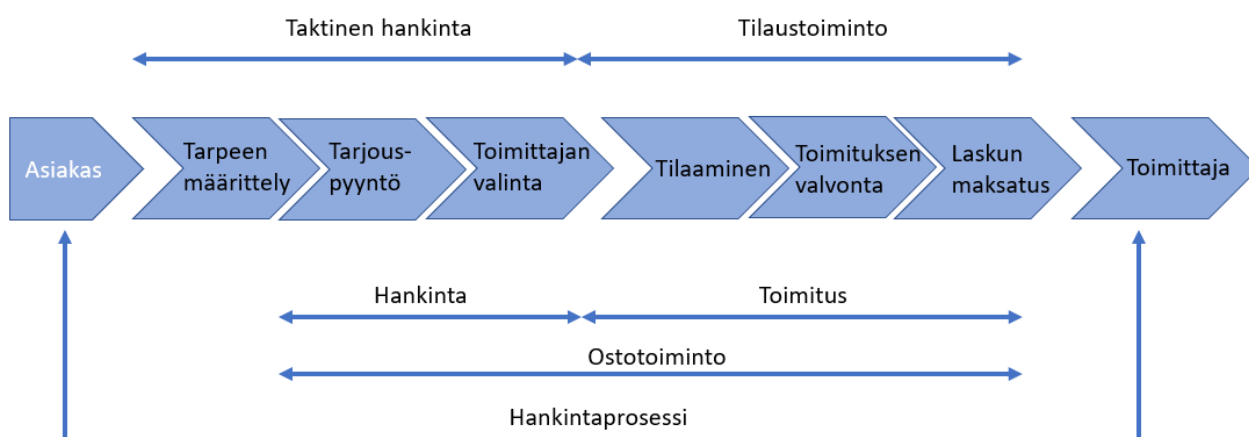 Taktinen hankinta
Tilaustoiminto
Asiakas
Tarpeen
määrittely
Tarjous-
pyyntö
Toimittajan
valinta
Tilaaminen
Toimituksen
valvonta
Laskun
maksatus
Toimittaja
Hankinta
Toimitus
Ostotoiminto
Hankintaprosessi